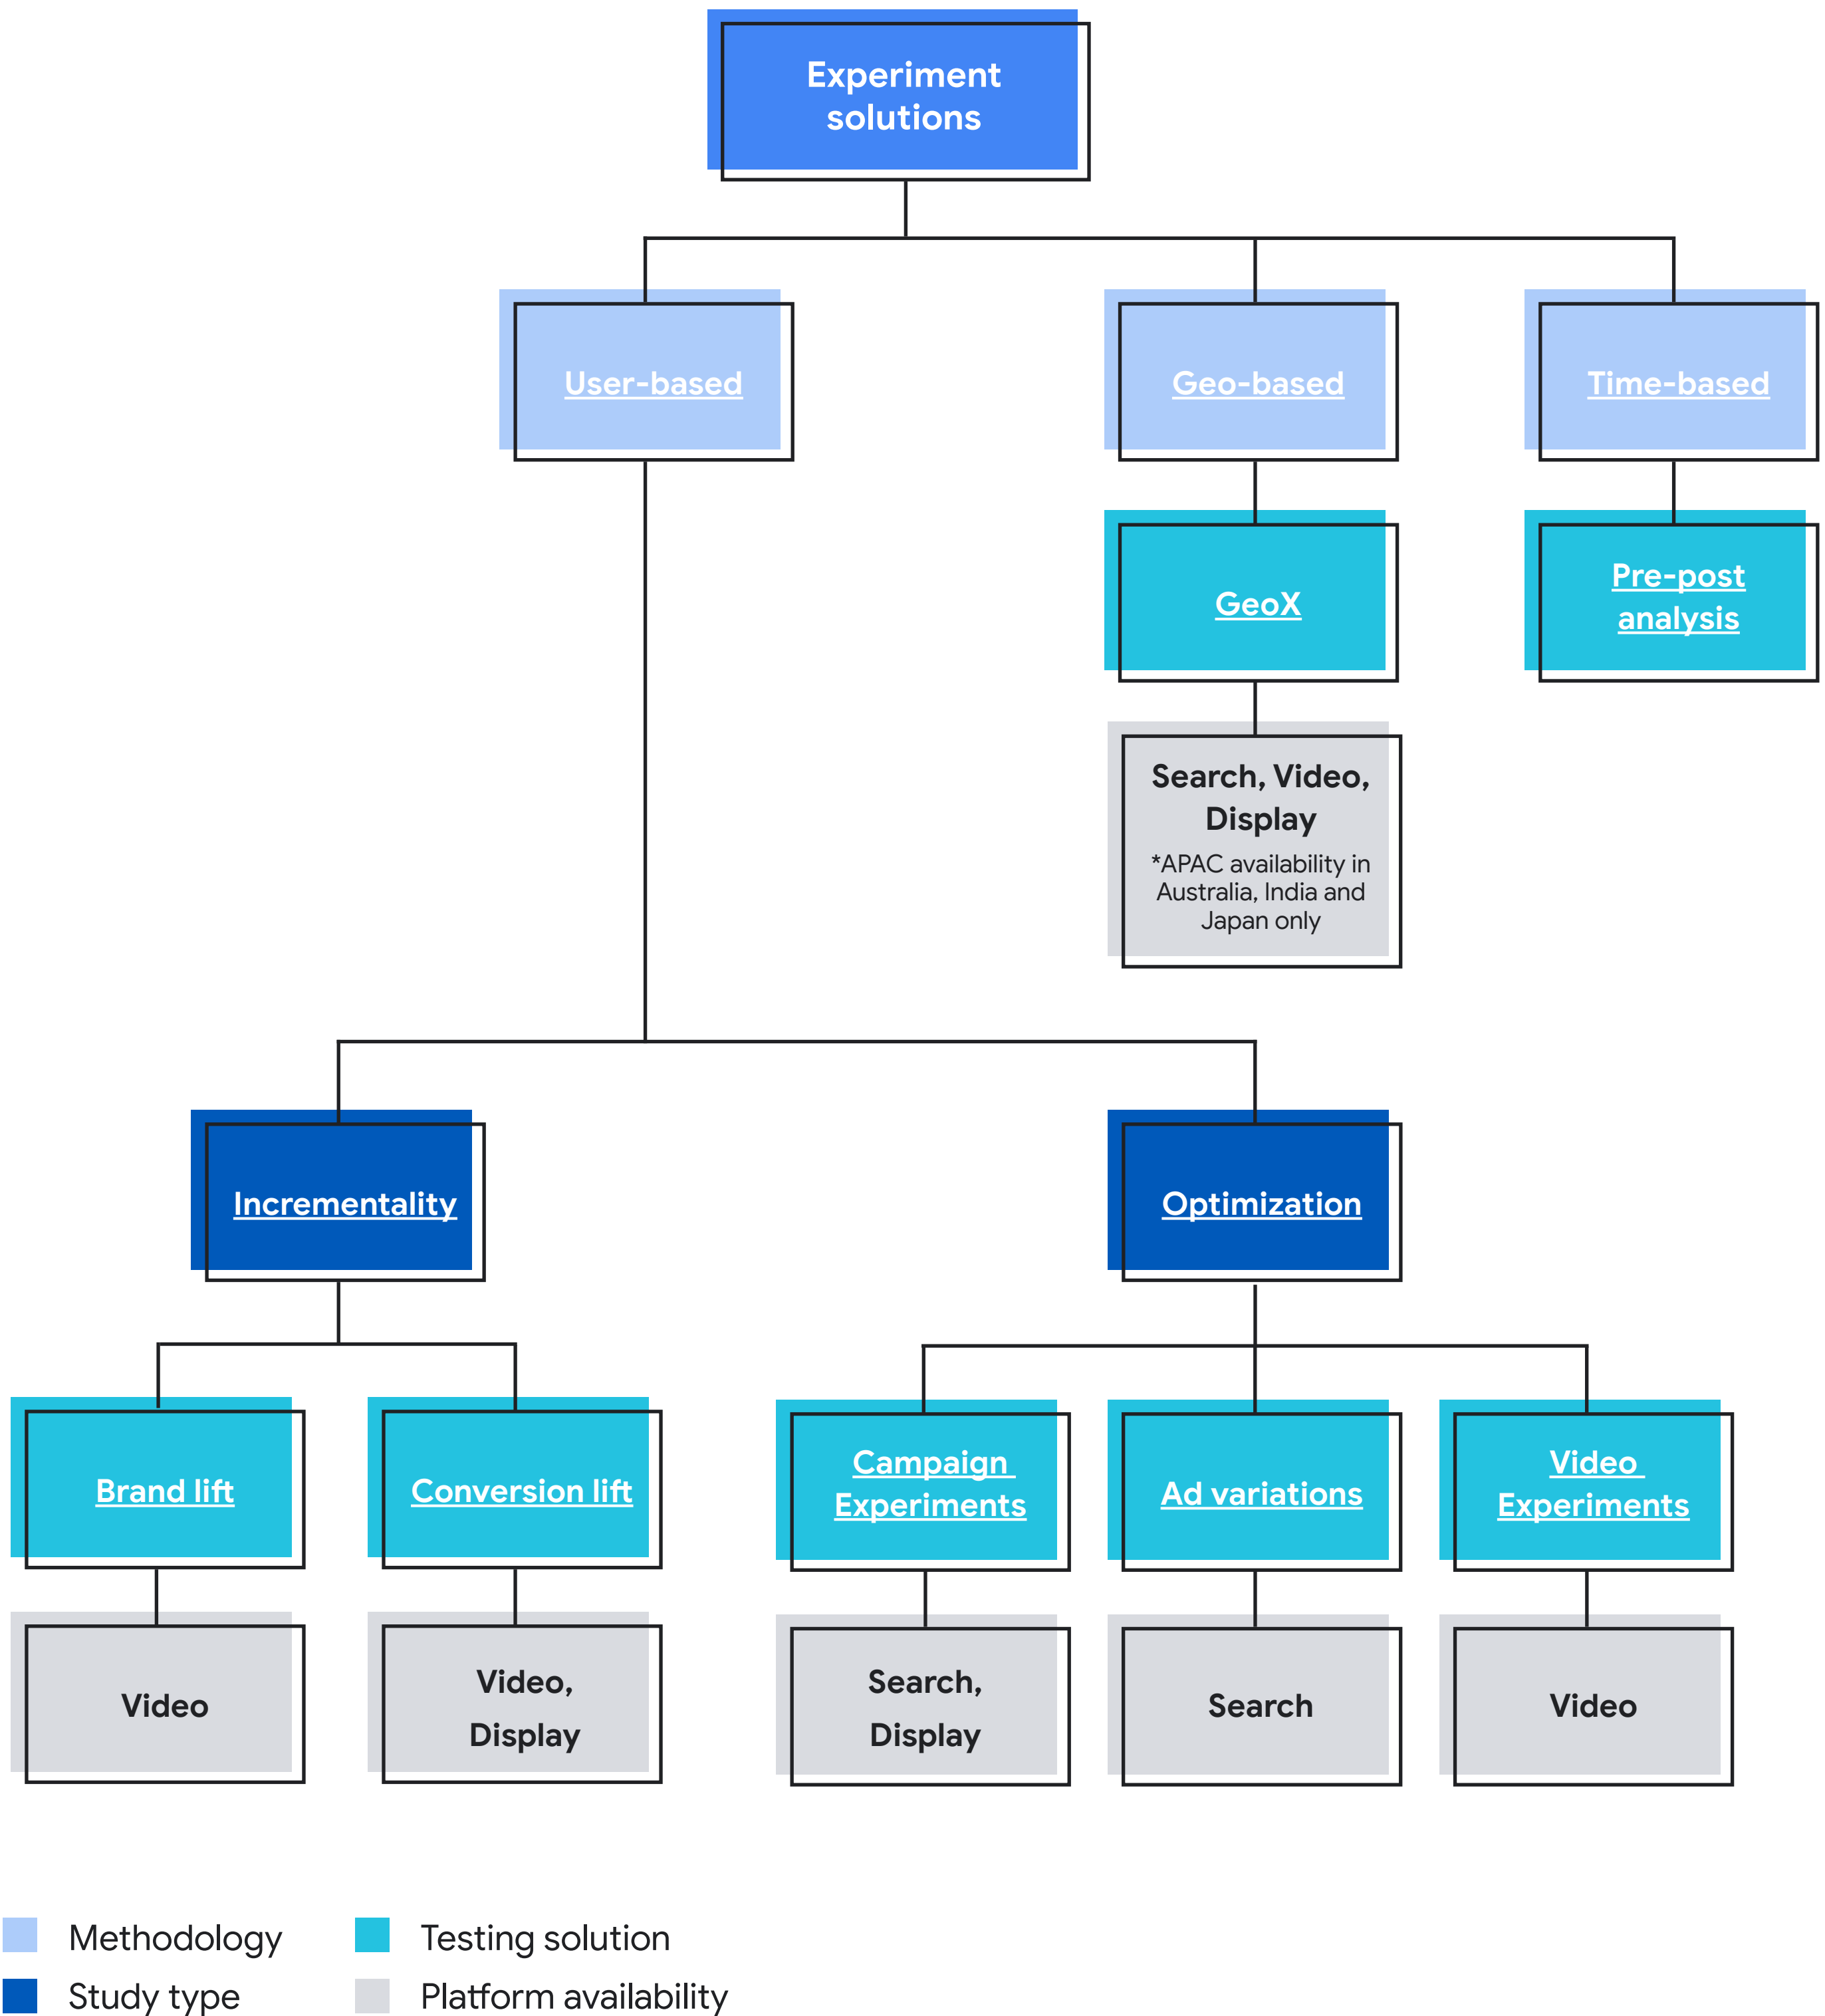 Experiment
solutions
User-based
Geo-based
Time-based
GeoX
Pre-post
analysis
Search, Video,
Display
*APAC availability in
Australia, India and
Japan only
Incrementality
Optimization
Brand lift
Conversion lift
Campaign
Experiments
Ad variations
Video
Experiments
Video
Video,
Display
Search,
Display
Search
Video
Methodology
Testing solution
Study type
Platform availability